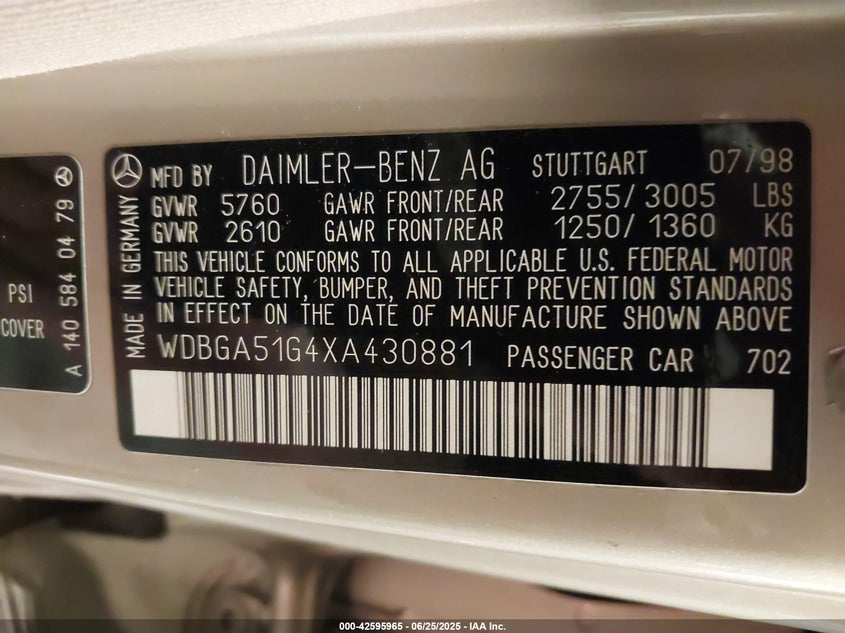 PSI
COVER
A 140 584 04 79
MADE IN GERMANY
MFD BY DAIMLER-BENZ AG STUTTGART 07/98
GVWR 5760 GAWR FRONT/REAR 2755/3005 LBS
GVWR 2610 GAWR FRONT/REAR 1250/1360 KG
THIS VEHICLE CONFORMS TO ALL APPLICABLE U.S. FEDERAL MOTOR
VEHICLE SAFETY, BUMPER, AND THEFT PREVENTION STANDARDS
IN EFFECT ON THE DATE OF MANUFACTURE SHOWN ABOVE
WDBGA51G4XA430881 PASSENGER CAR 702
000-42595965 - 06/25/2025 - IAA Inc.